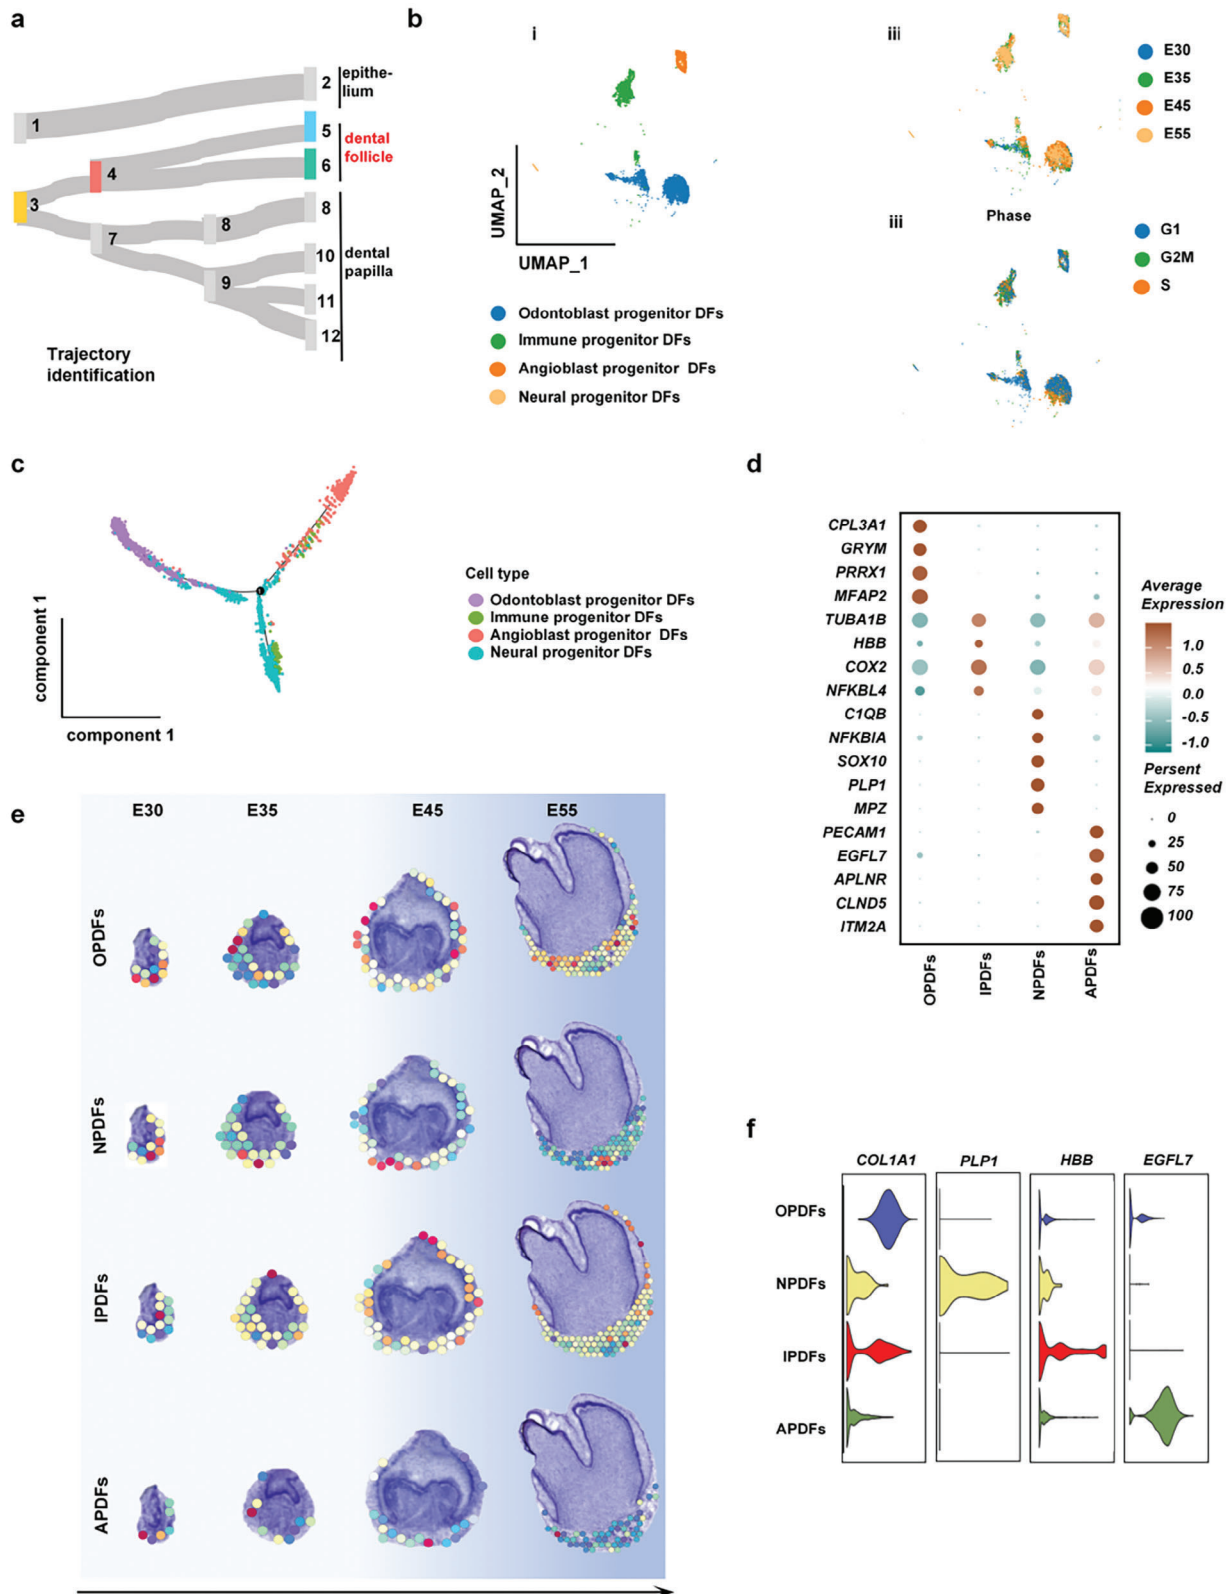 a
1
2
epithe-
lium
5
dental
follicle
6
4
3
7
8
8
10
dental
papilla
9
11
12
Trajectory
identification
b
i
UMAP_2
UMAP_1
Odontoblast progenitor DFs
Immune progenitor DFs
Angioblast progenitor DFs
Neural progenitor DFs
iii
E30
E35
E45
E55
Phase
iii
G1
G2M
S
c
component 1
component 1
Cell type
Odontoblast progenitor DFs
Immune progenitor DFs
Angioblast progenitor DFs
Neural progenitor DFs
d
CPL3A1
GRYM
PRRX1
MFAP2
TUBA1B
HBB
COX2
NFKBL4
C1QB
NFKBIA
SOX10
PLP1
MPZ
PECAM1
EGFL7
APLNR
CLND5
ITM2A
OPDFs
IPDFs
NPDFs
APDFs
Average
Expression
1.0
0.5
0.0
-0.5
-1.0
Percent
Expressed
0
25
50
75
100
e
E30
E35
E45
E55
OPDFs
NPDFs
IPDFs
APDFs
f
COL1A1
PLP1
HBB
EGFL7
OPDFs
NPDFs
IPDFs
APDFs